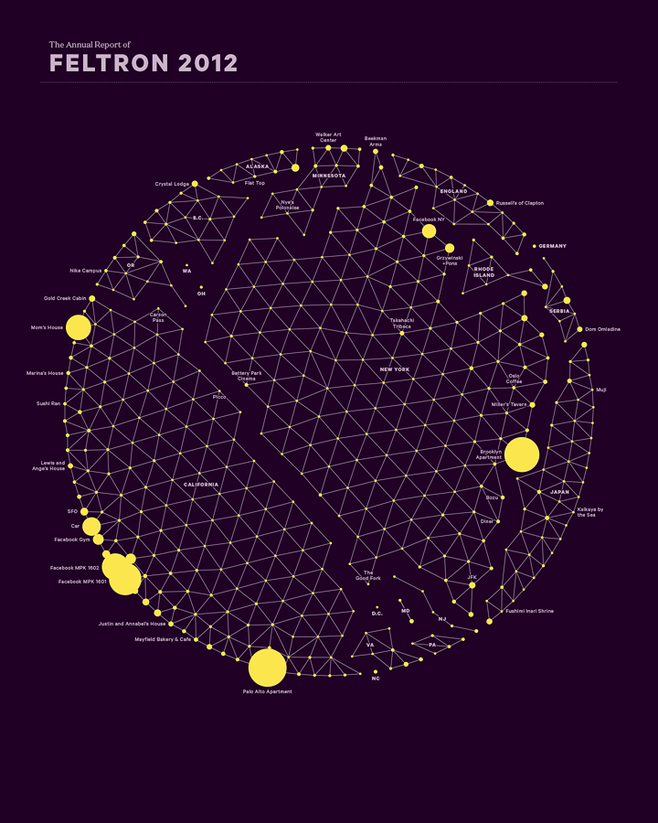 The Annual Report of
FELTRON 2012
Walker Art
Center
Beekman
Arms
ALASKA
MINNESOTA
Crystal Lodge
Flat Top
ENGLAND
Nye's
Polonaise
Russell's of Clapton
B.C.
Facebook NY
GERMANY
Grzywinski
+Pons
OR
WA
Nike Campus
RHODE
ISLAND
OH
Gold Creek Cabin
Carson
Pass
SERBIA
Mom's House
Takahachi
Tribeca
Dom Omladine
NEW YORK
Marina's House
Battery Park
Cinema
Oslo
Coffee
Muji
Picco
Sushi Ran
Miller's Tavern
Brooklyn
Apartment
Lewis and
Ange's House
CALIFORNIA
JAPAN
SFO
Kaikaya by
the Sea
Car
Diner
Facebook Gym
Facebook MPK 1602
The
Good Fork
JFK
Facebook MPK 1601
D.C.
MD
NJ
Fushimi Inari Shrine
Justin and Annabel's House
Mayfield Bakery & Cafe
VA
PA
NC
Palo Alto Apartment